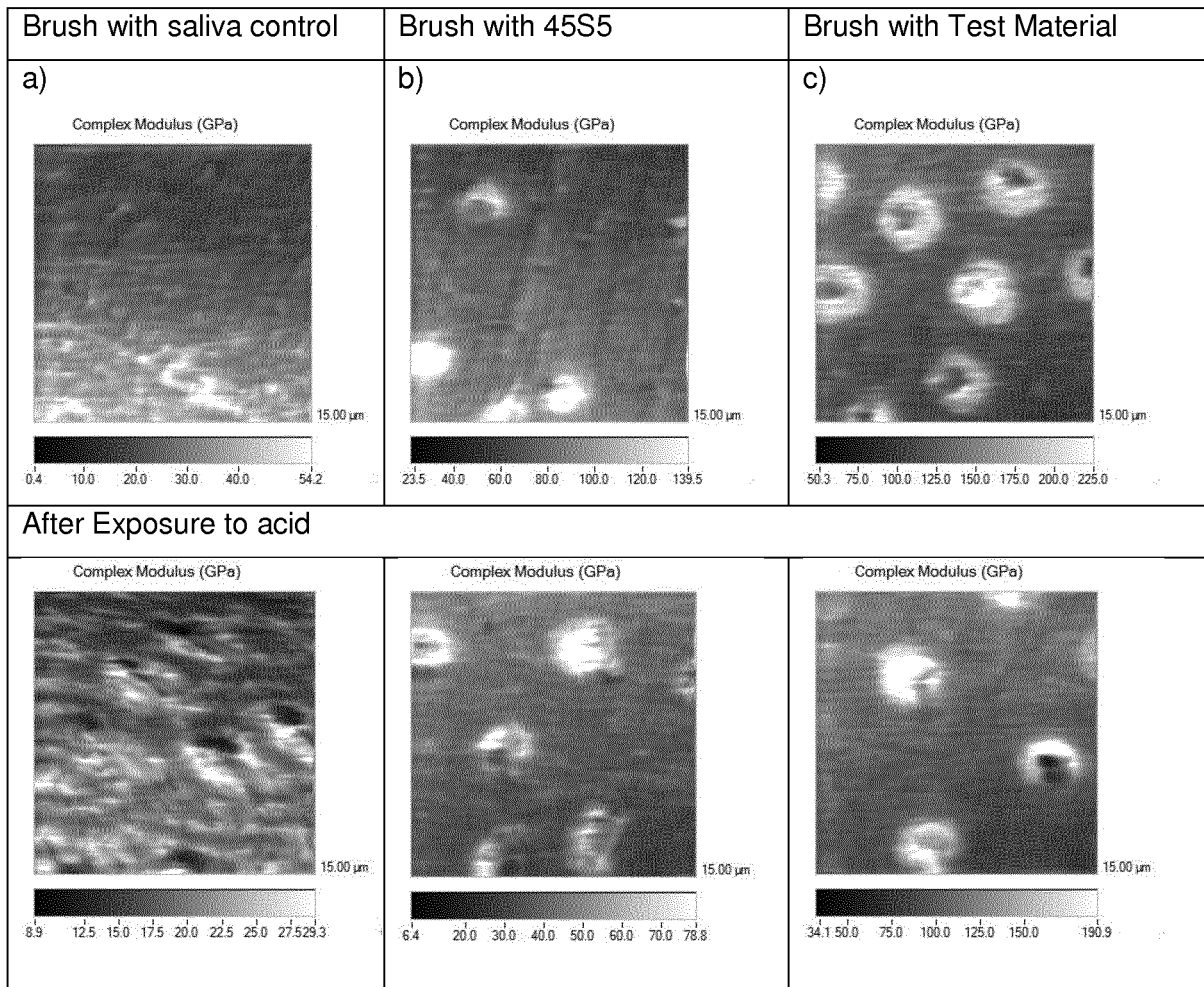 Brush with saliva control
Brush with 45S5
Brush with Test Material
a)
b)
c)
Complex Modulus (GPa)
Complex Modulus (GPa)
Complex Modulus (GPa)
15.00 µm
15.00 µm
15.00 µm
0.4 10.0 20.0 30.0 40.0 54.2
23.5 40.0 60.0 80.0 100.0 120.0 139.5
50.3 75.0 100.0 125.0 150.0 175.0 200.0 225.0
After Exposure to acid
Complex Modulus (GPa)
Complex Modulus (GPa)
Complex Modulus (GPa)
15.00 µm
15.00 µm
15.00 µm
8.9 12.5 15.0 17.5 20.0 22.5 25.0 27.5 29.3
6.4 20.0 30.0 40.0 50.0 60.0 70.0 78.8
34.1 50.0 75.0 100.0 125.0 150.0 190.9